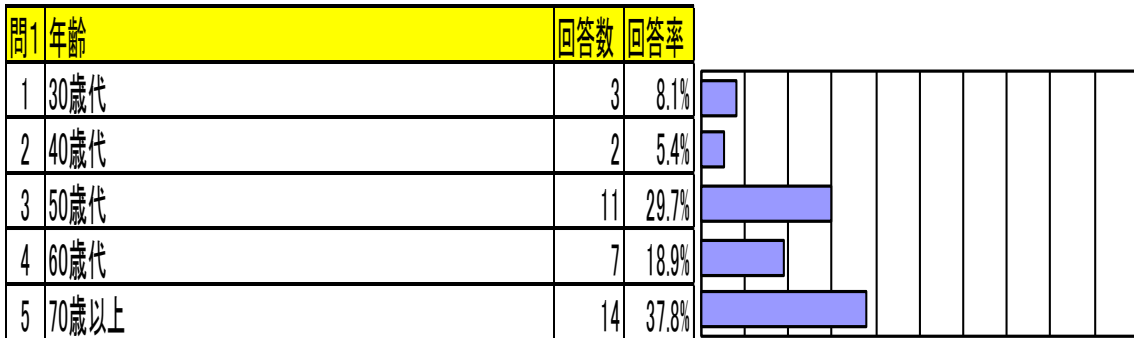 問1 年齢 回答数 回答率
1 30歳代 3 8.1%
2 40歳代 2 5.4%
3 50歳代 11 29.7%
4 60歳代 7 18.9%
5 70歳以上 14 37.8%